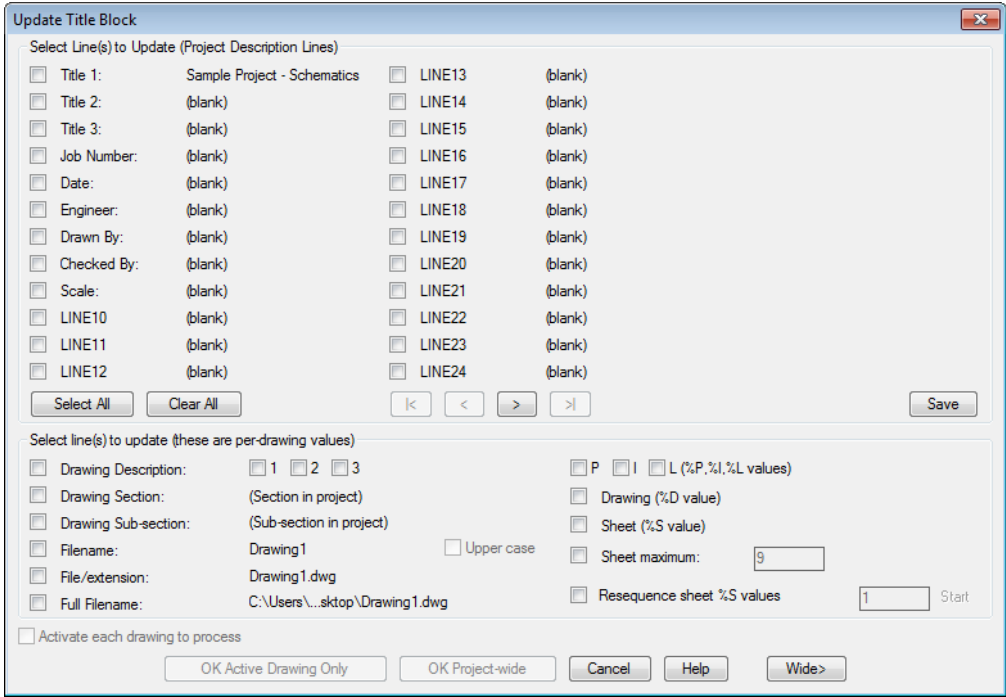 Update Title Block
Select Line(s) to Update (Project Description Lines)
Title 1: Sample Project - Schematics LINE13 (blank)
Title 2: (blank) LINE14 (blank)
Title 3: (blank) LINE15 (blank)
Job Number: (blank) LINE16 (blank)
Date: (blank) LINE17 (blank)
Engineer: (blank) LINE18 (blank)
Drawn By: (blank) LINE19 (blank)
Checked By: (blank) LINE20 (blank)
Scale: (blank) LINE21 (blank)
LINE10 (blank) LINE22 (blank)
LINE11 (blank) LINE23 (blank)
LINE12 (blank) LINE24 (blank)
Select All Clear All |< < > >| Save
Select line(s) to update (these are per-drawing values)
Drawing Description: 1 2 3 P I L (%P,%I,%L values)
Drawing Section: (Section in project) Drawing (%D value)
Drawing Sub-section: (Sub-section in project) Sheet (%S value)
Filename: Drawing1 Upper case Sheet maximum: 9
File/extension: Drawing1.dwg
Full Filename: C:\Users\...sktop\Drawing1.dwg Resequence sheet %S values 1 Start
Activate each drawing to process
OK Active Drawing Only OK Project-wide Cancel Help Wide>